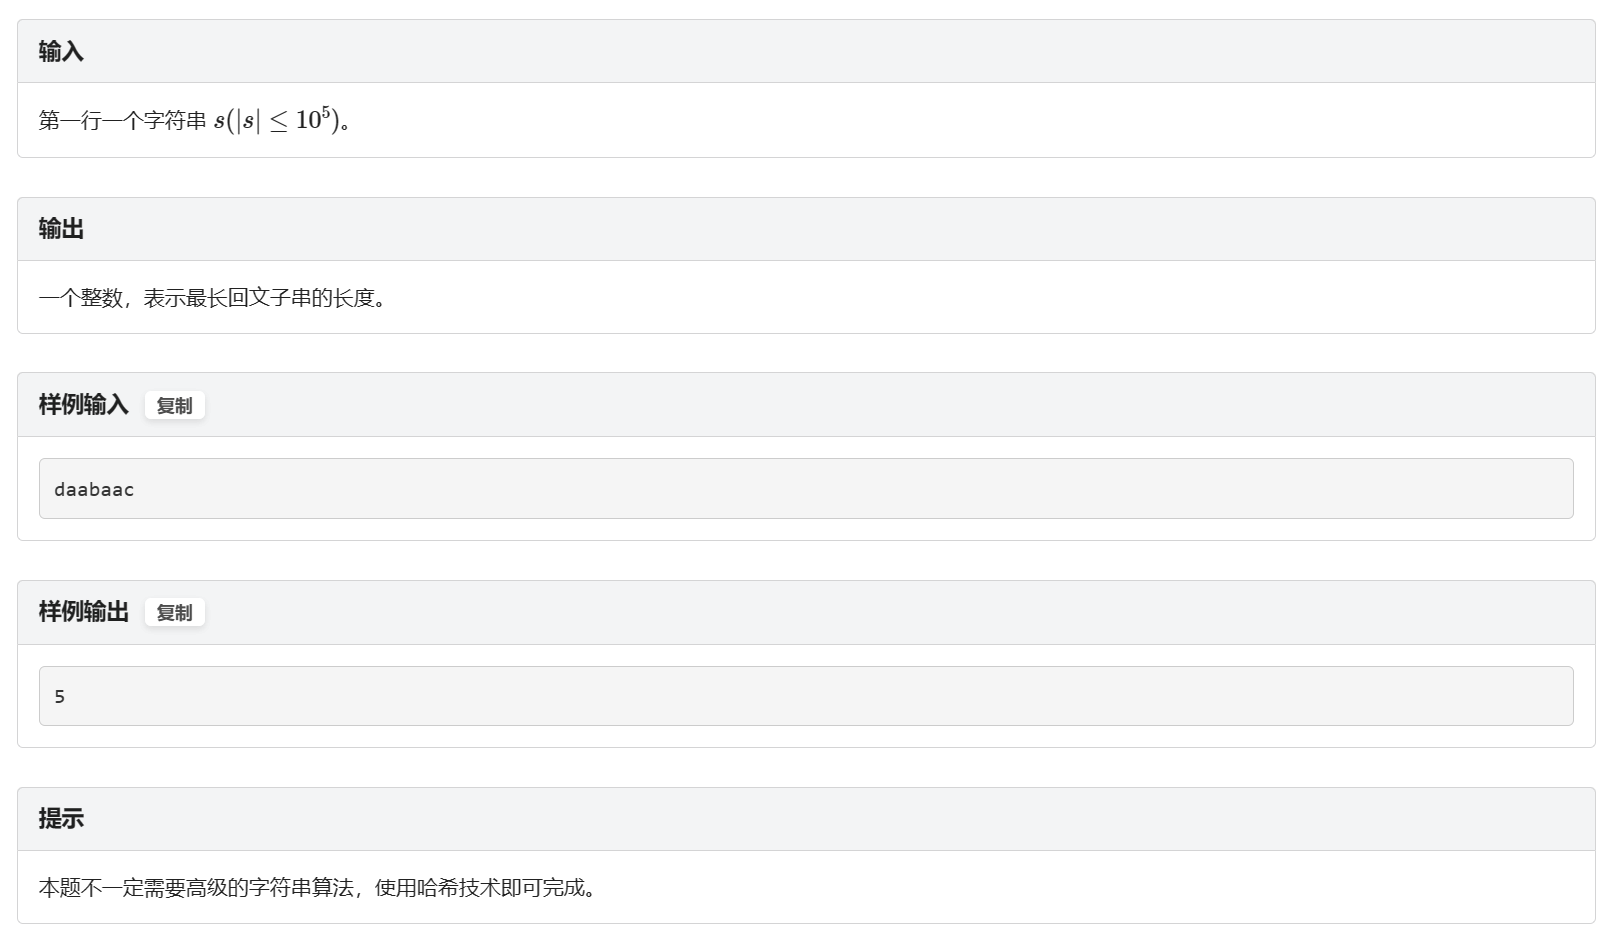 输入
第一行一个字符串 s(|s| ≤ 10⁵)。
输出
一个整数，表示最长回文子串的长度。
样例输入 复制
daabaac
样例输出 复制
5
提示
本题不一定需要高级的字符串算法，使用哈希技术即可完成。